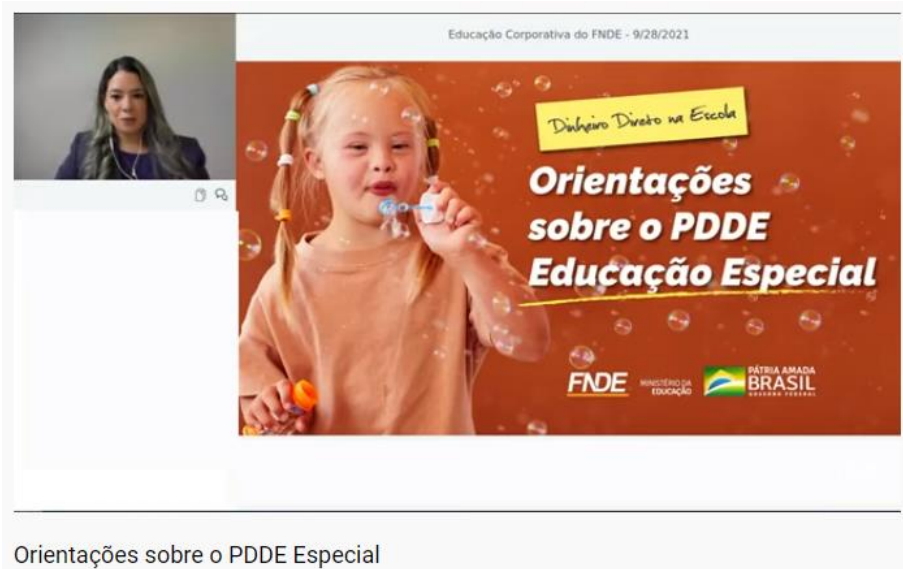 Educação Corporativa do FNDE - 9/28/2021
Dinheiro Direto na Escola
Orientações
sobre o PDDE
Educação Especial
FNDE
MINISTÉRIO DA
EDUCAÇÃO
PÁTRIA AMADA
BRASIL
GOVERNO FEDERAL
Orientações sobre o PDDE Especial